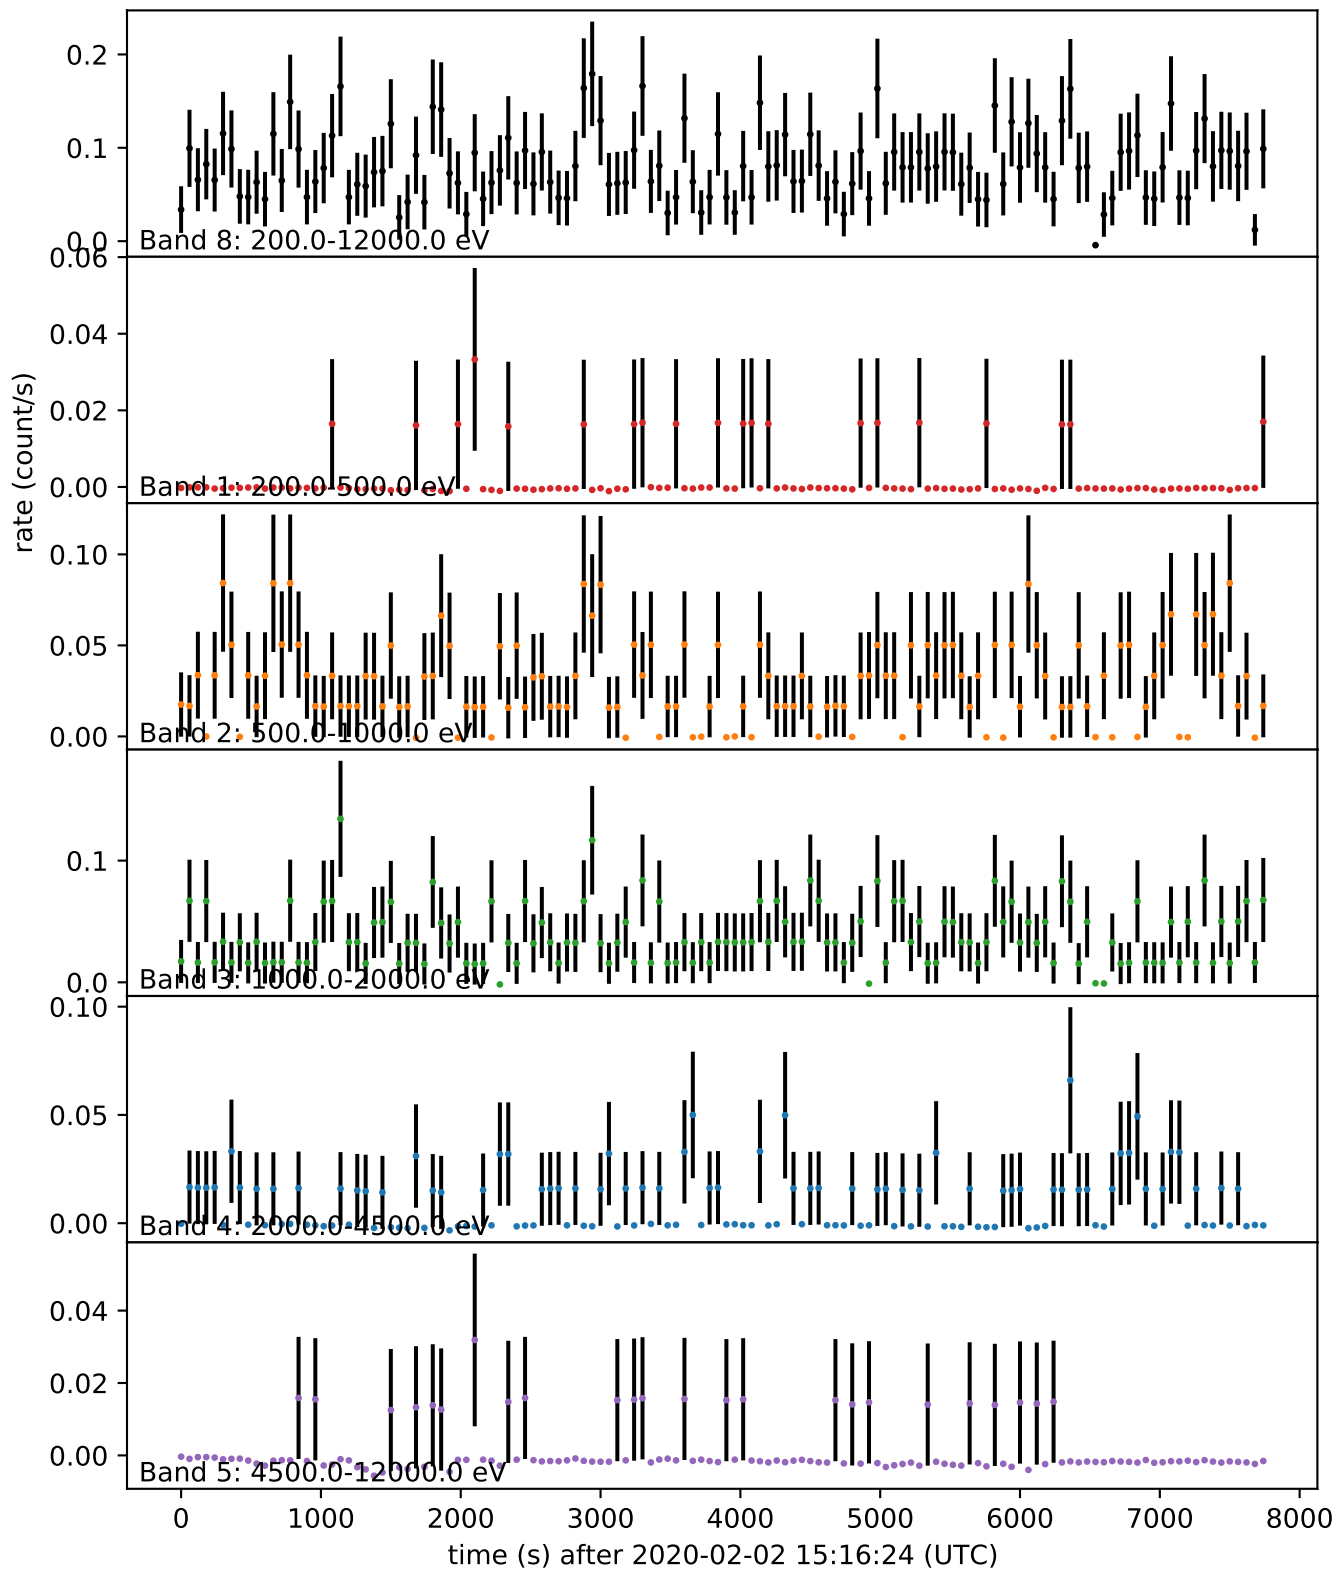 0.2
0.1
0.0
Band 8: 200.0-12000.0 eV
0.06
0.04
0.02
0.00
Band 1: 200.0-500.0 eV
rate (count/s)
0.10
0.05
0.00
Band 2: 500.0-1000.0 eV
0.1
0.0
Band 3: 1000.0-2000.0 eV
0.10
0.05
0.00
Band 4: 2000.0-4500.0 eV
0.04
0.02
0.00
Band 5: 4500.0-12000.0 eV
0 1000 2000 3000 4000 5000 6000 7000 8000
time (s) after 2020-02-02 15:16:24 (UTC)